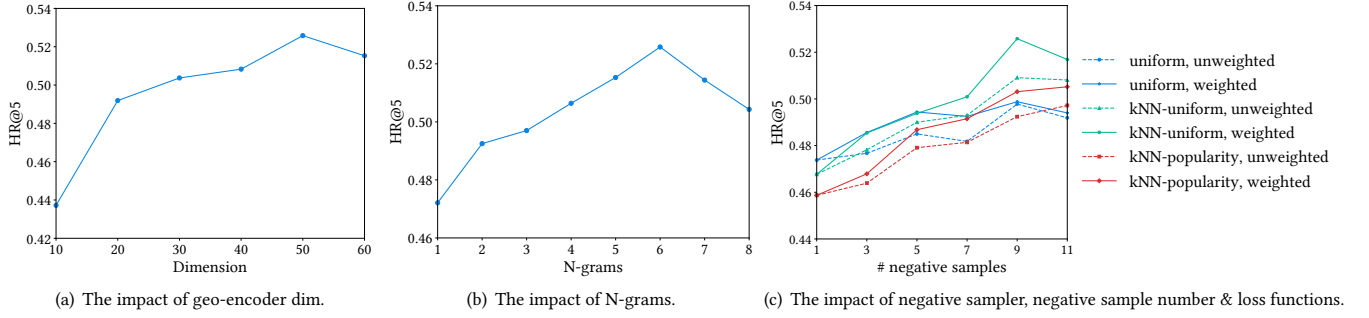 0.54
0.52
0.50
0.48
0.46
0.44
0.42
HR@5
10 20 30 40 50 60
Dimension
(a) The impact of geo-encoder dim.
0.54
0.52
0.50
0.48
0.46
HR@5
1 2 3 4 5 6 7 8
N-grams
(b) The impact of N-grams.
0.54
0.52
0.50
0.48
0.46
0.44
HR@5
1 3 5 7 9 11
# negative samples
uniform, unweighted
uniform, weighted
kNN-uniform, unweighted
kNN-uniform, weighted
kNN-popularity, unweighted
kNN-popularity, weighted
(c) The impact of negative sampler, negative sample number & loss functions.